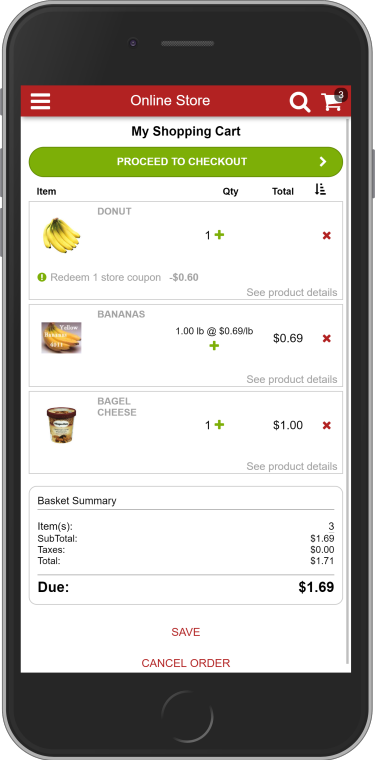 Online Store
3
My Shopping Cart
PROCEED TO CHECKOUT
Item Qty Total
DONUT
1
Redeem 1 store coupon -$0.60
See product details
BANANAS
Yellow
Bananas
4011
1.00 lb @ $0.69/lb
$0.69
See product details
BAGEL
CHEESE
1 $1.00
See product details
Basket Summary
Item(s): 3
SubTotal: $1.69
Taxes: $0.00
Total: $1.71
Due: $1.69
SAVE
CANCEL ORDER